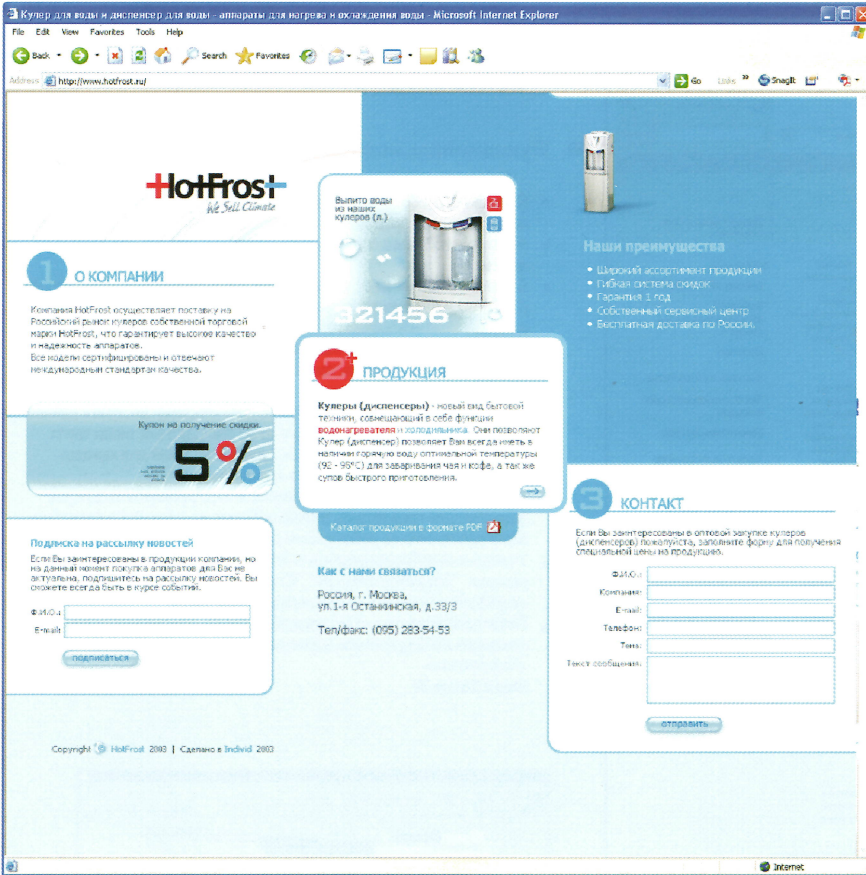 Кулер для воды и диспенсер для воды - аппараты для нагрева и охлаждения воды - Microsoft Internet Explorer
File Edit View Favorites Tools Help
Back Search Favorites
Address http://www.hotfrost.ru/ Go Links » SnagIt
HotFrost
We Sell Climate
1 О КОМПАНИИ
Компания HotFrost осуществляет поставку на
Российский рынок кулеров собственной торговой
марки HotFrost, что гарантирует высокое качество
и надежность аппаратов.
Все модели сертифицированы и отвечают
международным стандартам качества.
Купон на получение скидки.
5%
Подписка на рассылку новостей
Если Вы заинтересованы в продукции компании, но
на данный момент покупка аппаратов для Вас не
актуальна, подпишитесь на рассылку новостей. Вы
сможете всегда быть в курсе событий.
Ф.И.О.:
E-mail:
подписаться
Copyright HotFrost 2003 | Сделано в Individ 2003
Выпито воды
из наших
кулеров (л.)
321456
2+ ПРОДУКЦИЯ
Кулеры (диспенсеры) - новый вид бытовой
техники, совмещающий в себе функции
водонагревателя и холодильника. Они позволяют
Кулер (диспенсер) позволяет Вам всегда иметь в
наличии горячую воду оптимальной температуры
(92 - 96°C) для заваривания чая и кофе, а так же
супов быстрого приготовления.
Каталог продукции в формате PDF
Как с нами связаться?
Россия, г. Москва,
ул.1-я Останкинская, д.33/3
Тел/факс: (095) 283-54-53
Наши преимущества
• Широкий ассортимент продукции
• Гибкая система скидок
• Гарантия 1 год
• Собственный сервисный центр
• Бесплатная доставка по России.
3 КОНТАКТ
Если Вы заинтересованы в оптовой закупке кулеров
(диспенсеров) пожалуйста, заполните форму для получения
специальной цены на продукцию.
Ф.И.О.:
Компания:
E-mail:
Телефон:
Тема:
Текст сообщения:
отправить
Internet